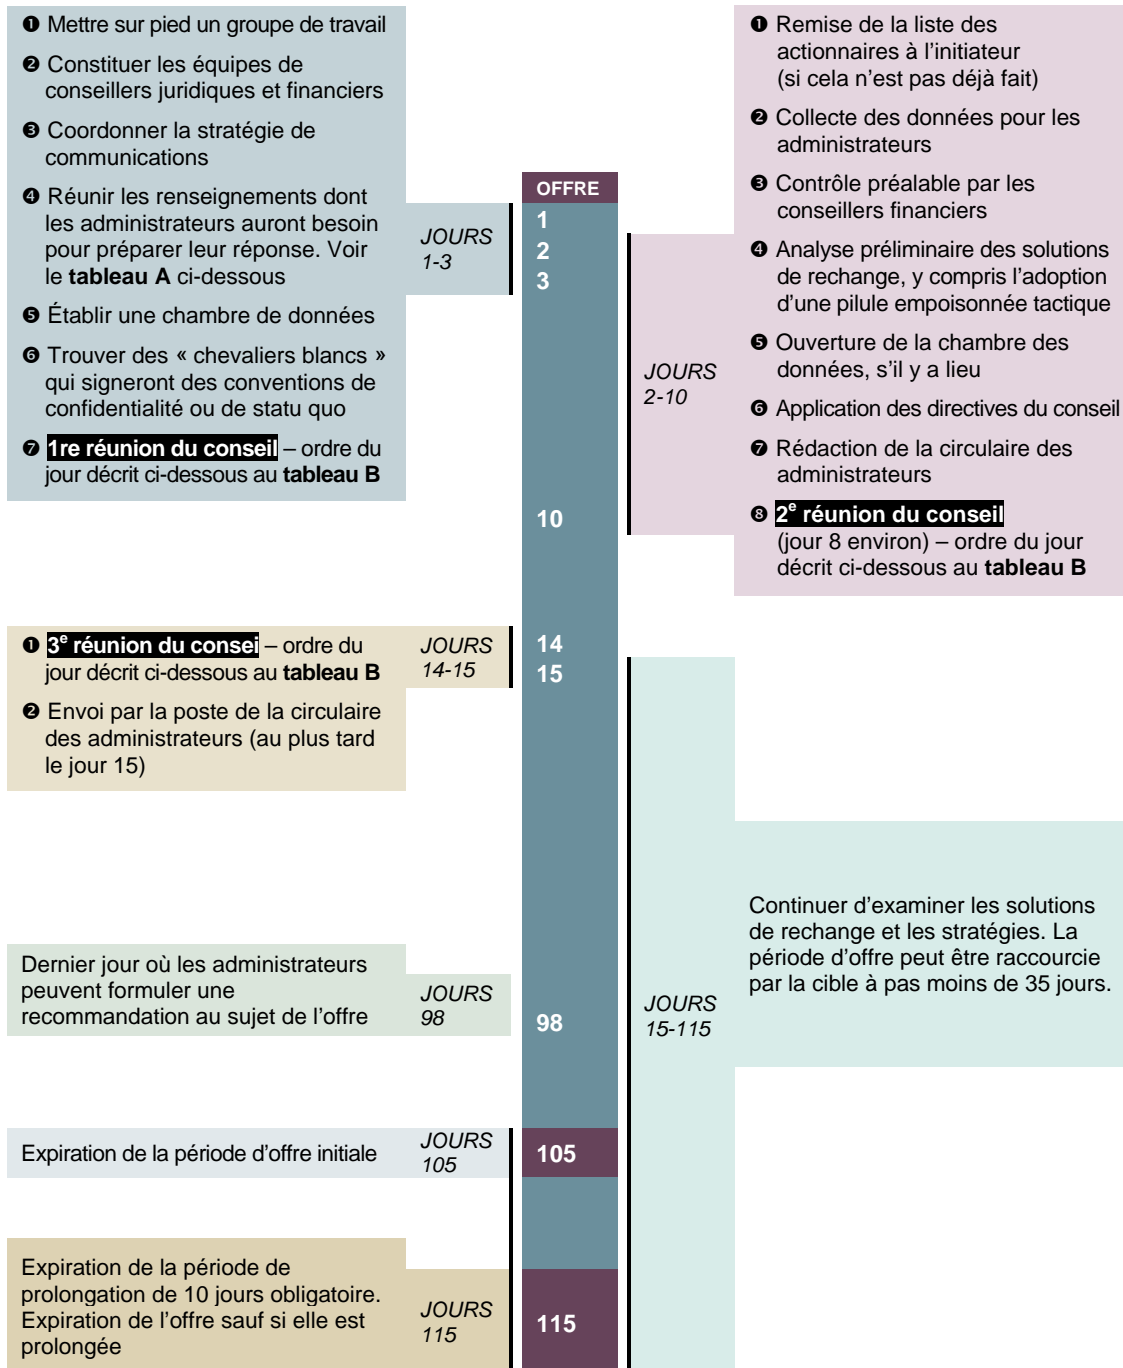 ❶ Mettre sur pied un groupe de travail
❷ Constituer les équipes de
conseillers juridiques et financiers
❸ Coordonner la stratégie de
communications
❹ Réunir les renseignements dont
les administrateurs auront besoin
pour préparer leur réponse. Voir
le tableau A ci-dessous
❺ Établir une chambre de données
❻ Trouver des « chevaliers blancs »
qui signeront des conventions de
confidentialité ou de statu quo
❼ 1re réunion du conseil – ordre du
jour décrit ci-dessous au tableau B
JOURS
1-3
OFFRE
1
2
3
10
JOURS
2-10
❶ Remise de la liste des
actionnaires à l’initiateur
(si cela n’est pas déjà fait)
❷ Collecte des données pour les
administrateurs
❸ Contrôle préalable par les
conseillers financiers
❹ Analyse préliminaire des solutions
de rechange, y compris l’adoption
d’une pilule empoisonnée tactique
❺ Ouverture de la chambre des
données, s’il y a lieu
❻ Application des directives du conseil
❼ Rédaction de la circulaire des
administrateurs
❽ 2e réunion du conseil
(jour 8 environ) – ordre du jour
décrit ci-dessous au tableau B
❶ 3e réunion du consei – ordre du
jour décrit ci-dessous au tableau B
❷ Envoi par la poste de la circulaire
des administrateurs (au plus tard
le jour 15)
JOURS
14-15
14
15
Dernier jour où les administrateurs
peuvent formuler une
recommandation au sujet de l’offre
JOURS
98
98
JOURS
15-115
Continuer d’examiner les solutions
de rechange et les stratégies. La
période d’offre peut être raccourcie
par la cible à pas moins de 35 jours.
Expiration de la période d’offre initiale
JOURS
105
105
Expiration de la période de
prolongation de 10 jours obligatoire.
Expiration de l’offre sauf si elle est
prolongée
JOURS
115
115